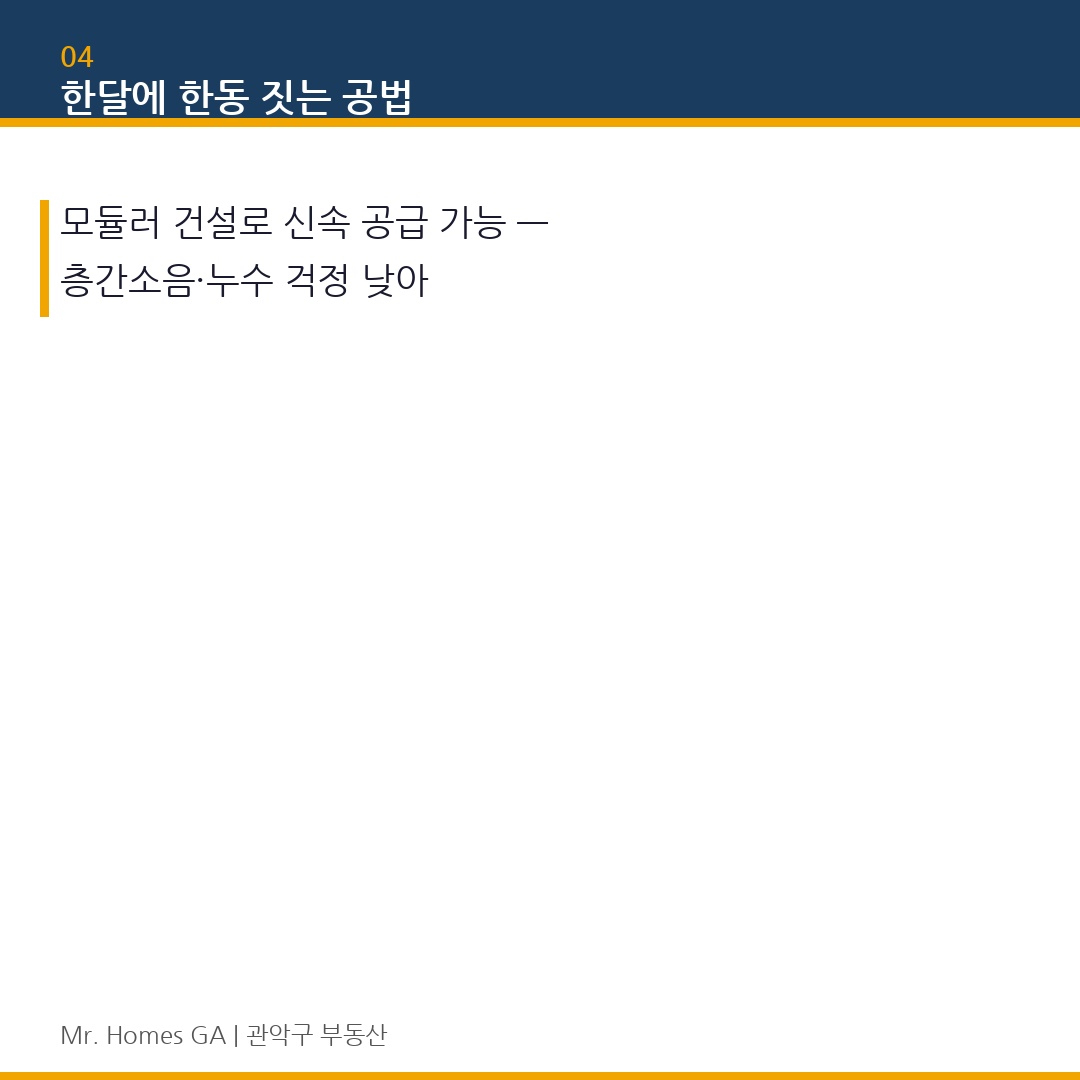 04
한달에 한동 짓는 공법
모듈러 건설로 신속 공급 가능 —
층간소음·누수 걱정 낮아
Mr. Homes GA | 관악구 부동산